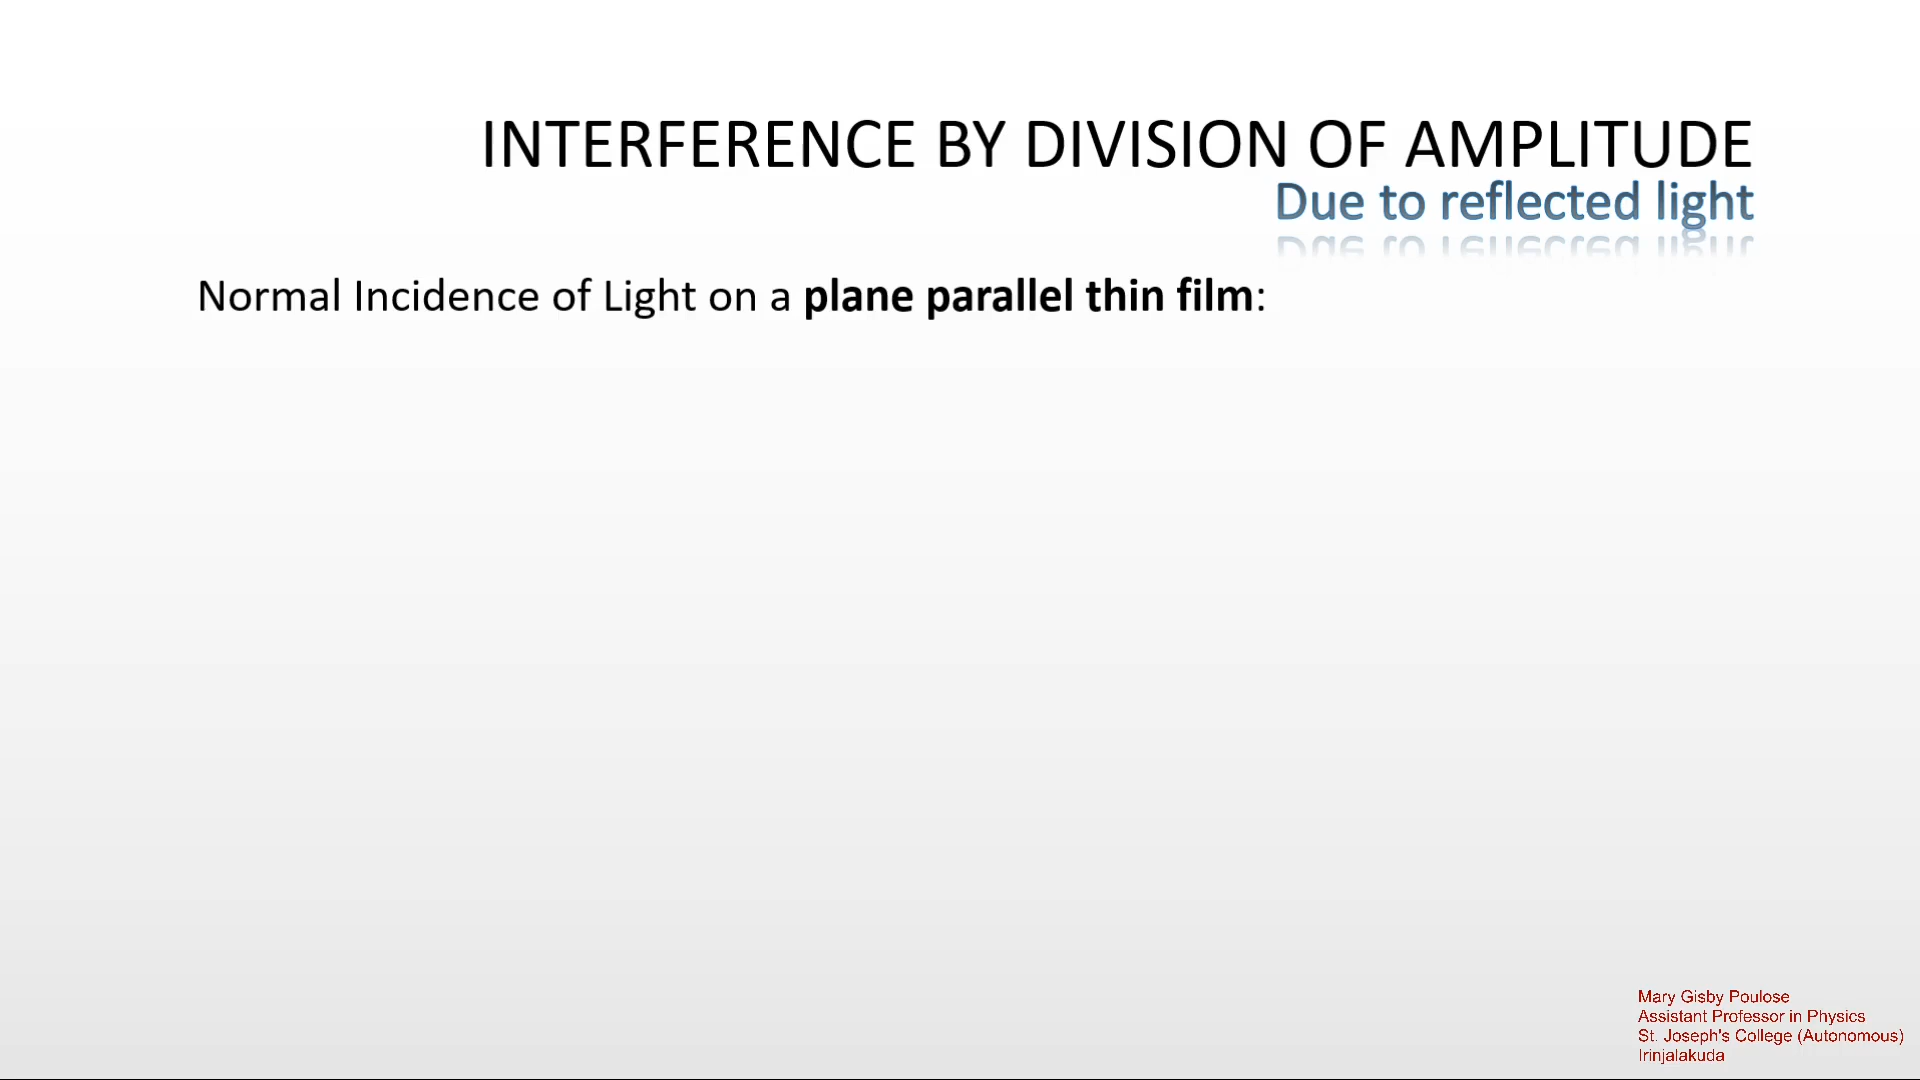 INTERFERENCE BY DIVISION OF AMPLITUDE
Due to reflected light
Normal Incidence of Light on a plane parallel thin film:
Mary Gisby Poulose
Assistant Professor in Physics
St. Joseph's College (Autonomous)
Irinjalakuda